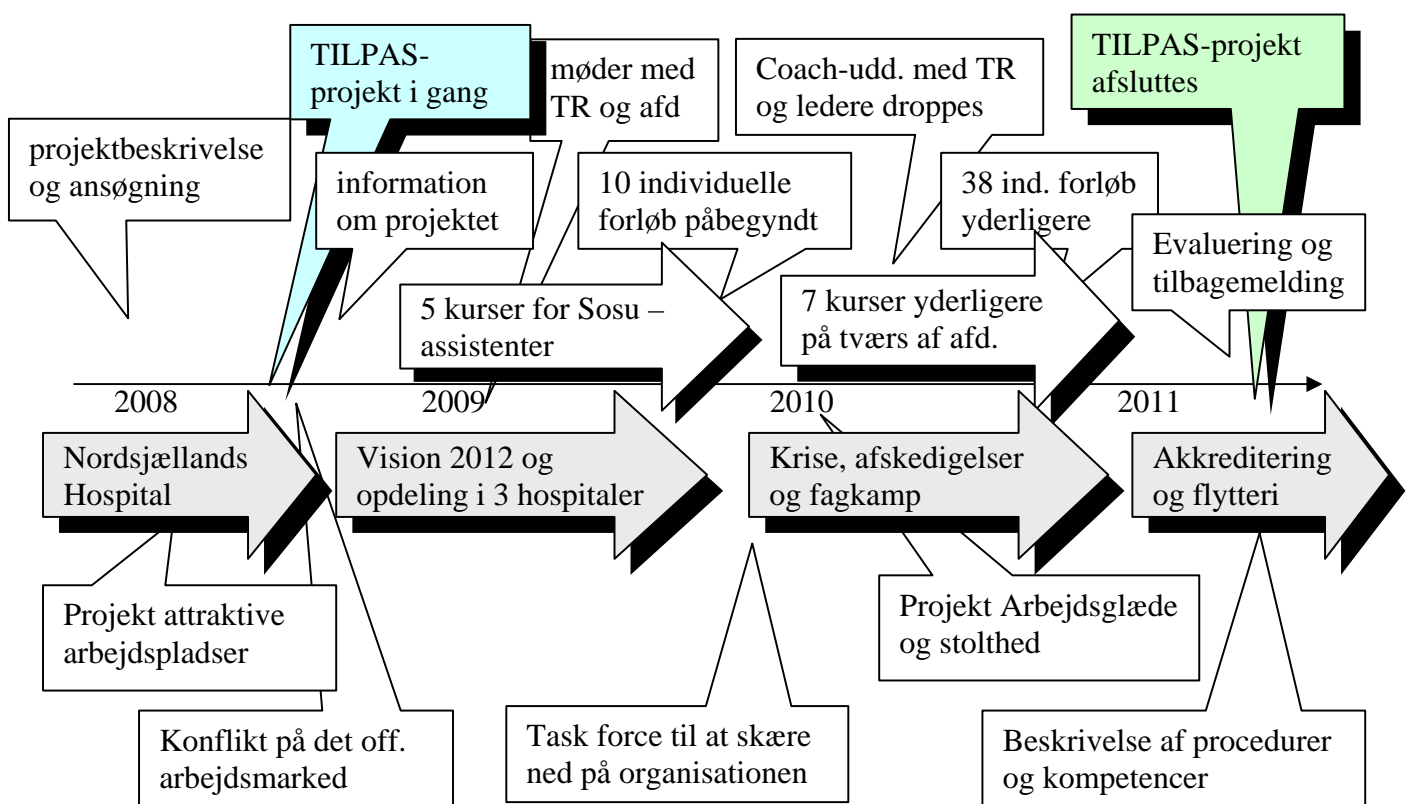 TILPAS-
projekt i gang
møder med
TR og afd
Coach-udd. med TR
og ledere droppes
TILPAS-projekt
afsluttes
projektbeskrivelse
og ansøgning
information
om projektet
10 individuelle
forløb påbegyndt
38 ind. forløb
yderligere
Evaluering og
tilbagemelding
5 kurser for Sosu –
assistenter
7 kurser yderligere
på tværs af afd.
2008
2009
2010
2011
Nordsjællands
Hospital
Vision 2012 og
opdeling i 3 hospitaler
Krise, afskedigelser
og fagkamp
Akkreditering
og flytteri
Projekt attraktive
arbejdspladser
Projekt Arbejdsglæde
og stolthed
Konflikt på det off.
arbejdsmarked
Task force til at skære
ned på organisationen
Beskrivelse af procedurer
og kompetencer